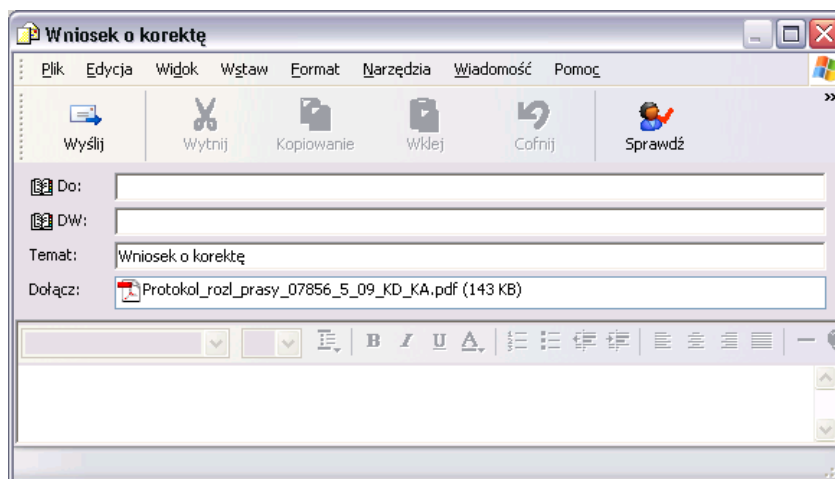 Wniosek o korektę
Plik Edycja Widok Wstaw Format Narzędzia Wiadomość Pomoc
Wyślij Wytnij Kopiowanie Wklej Cofnij Sprawdź
Do:
DW:
Temat: Wniosek o korektę
Dołącz: Protokol_rozl_prasy_07856_5_09_KD_KA.pdf (143 KB)
B I U A